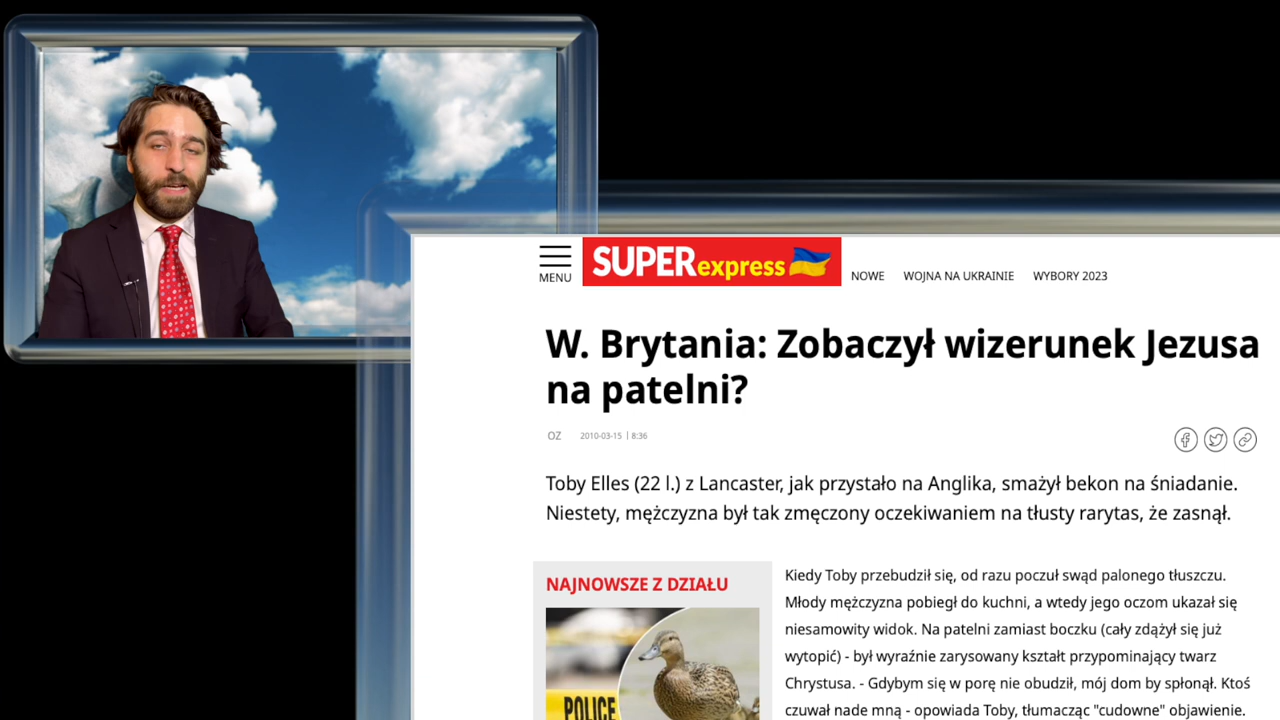 MENU
SUPER express
NOWE WOJNA NA UKRAINIE WYBORY 2023
W. Brytania: Zobaczył wizerunek Jezusa
na patelni?
OZ 2010-03-15 | 8:36
Toby Elles (22 l.) z Lancaster, jak przystało na Anglika, smażył bekon na śniadanie.
Niestety, mężczyzna był tak zmęczony oczekiwaniem na tłusty rarytas, że zasnął.
NAJNOWSZE Z DZIAŁU
POLICE
Kiedy Toby przebudził się, od razu poczuł swąd palonego tłuszczu.
Młody mężczyzna pobiegł do kuchni, a wtedy jego oczom ukazał się
niesamowity widok. Na patelni zamiast boczku (cały zdążył się już
wytopić) - był wyraźnie zarysowany kształt przypominający twarz
Chrystusa. - Gdybym się w porę nie obudził, mój dom by spłonął. Ktoś
czuwał nade mną - opowiada Toby, tłumacząc "cudowne" objawienie.